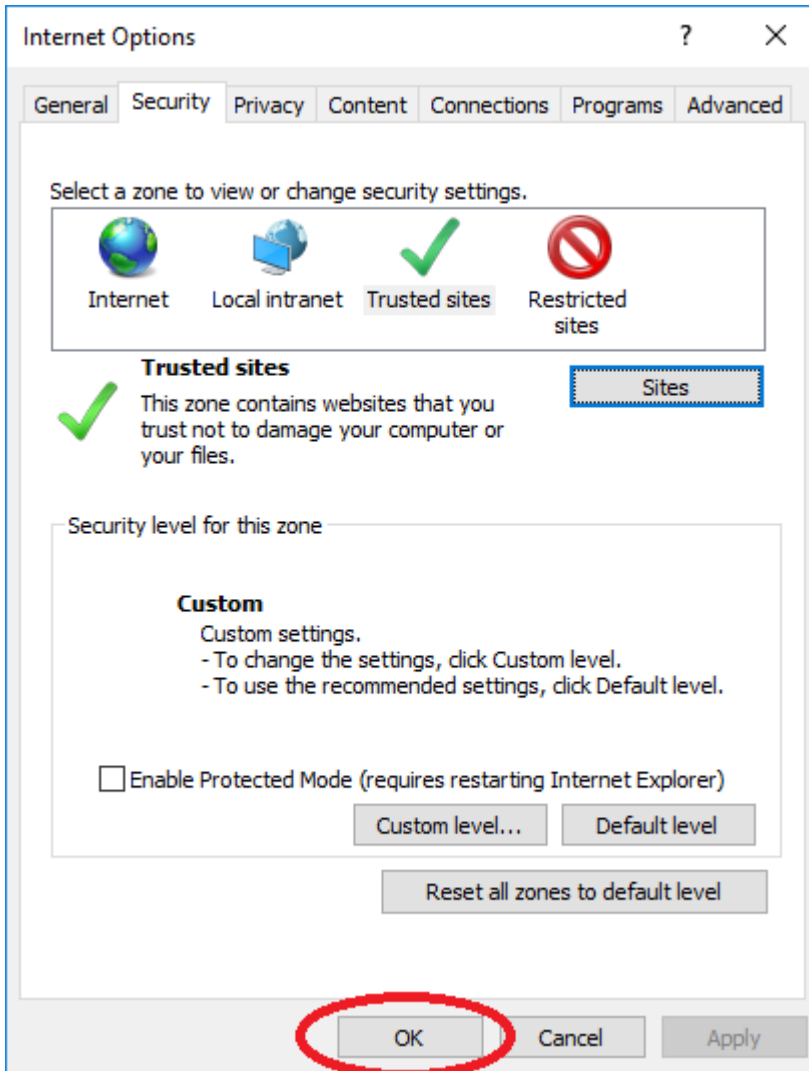 Internet Options
?
General Security Privacy Content Connections Programs Advanced
Select a zone to view or change security settings.
Internet Local intranet Trusted sites Restricted
sites
Trusted sites
Sites
This zone contains websites that you
trust not to damage your computer or
your files.
Security level for this zone
Custom
Custom settings.
- To change the settings, click Custom level.
- To use the recommended settings, click Default level.
Enable Protected Mode (requires restarting Internet Explorer)
Custom level... Default level
Reset all zones to default level
OK Cancel Apply